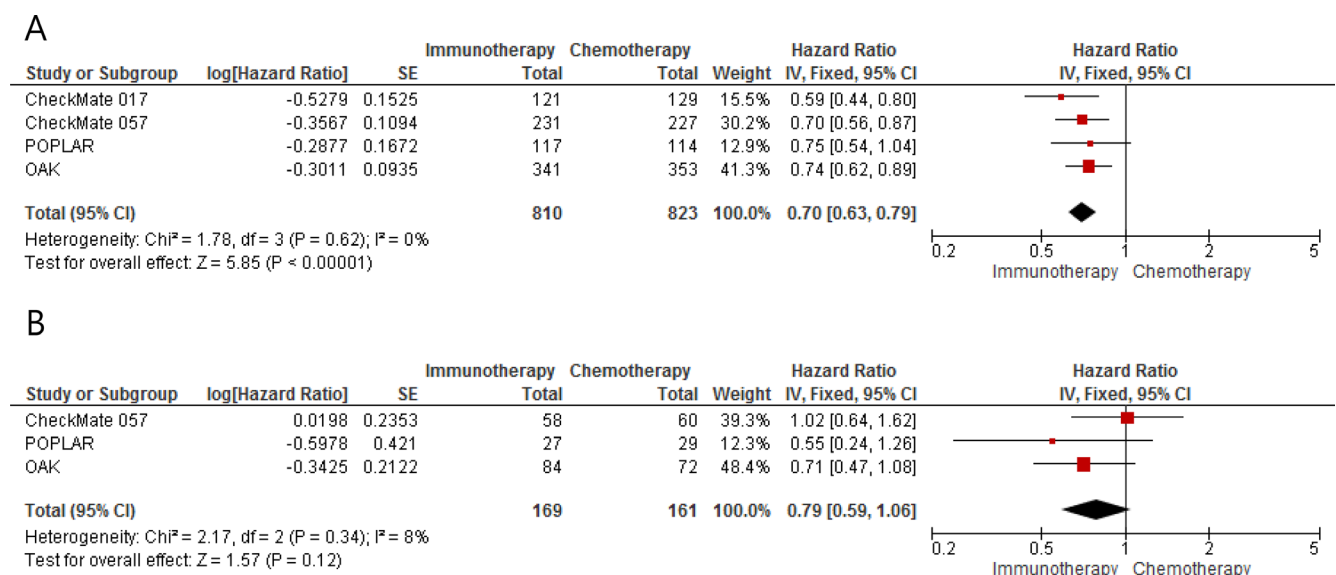 A
Immunotherapy Chemotherapy Hazard Ratio Hazard Ratio
Study or Subgroup log[Hazard Ratio] SE Total Total Weight IV, Fixed, 95% CI IV, Fixed, 95% CI
CheckMate 017 -0.5279 0.1525 121 129 15.5% 0.59 [0.44, 0.80]
CheckMate 057 -0.3567 0.1094 231 227 30.2% 0.70 [0.56, 0.87]
POPLAR -0.2877 0.1672 117 114 12.9% 0.75 [0.54, 1.04]
OAK -0.3011 0.0935 341 353 41.3% 0.74 [0.62, 0.89]
Total (95% CI) 810 823 100.0% 0.70 [0.63, 0.79]
Heterogeneity: Chi² = 1.78, df = 3 (P = 0.62); I² = 0%
Test for overall effect: Z = 5.85 (P < 0.00001)
0.2 0.5 1 2 5
Immunotherapy Chemotherapy
B
Immunotherapy Chemotherapy Hazard Ratio Hazard Ratio
Study or Subgroup log[Hazard Ratio] SE Total Total Weight IV, Fixed, 95% CI IV, Fixed, 95% CI
CheckMate 057 0.0198 0.2353 58 60 39.3% 1.02 [0.64, 1.62]
POPLAR -0.5978 0.421 27 29 12.3% 0.55 [0.24, 1.26]
OAK -0.3425 0.2122 84 72 48.4% 0.71 [0.47, 1.08]
Total (95% CI) 169 161 100.0% 0.79 [0.59, 1.06]
Heterogeneity: Chi² = 2.17, df = 2 (P = 0.34); I² = 8%
Test for overall effect: Z = 1.57 (P = 0.12)
0.2 0.5 1 2 5
Immunotherapy Chemotherapy